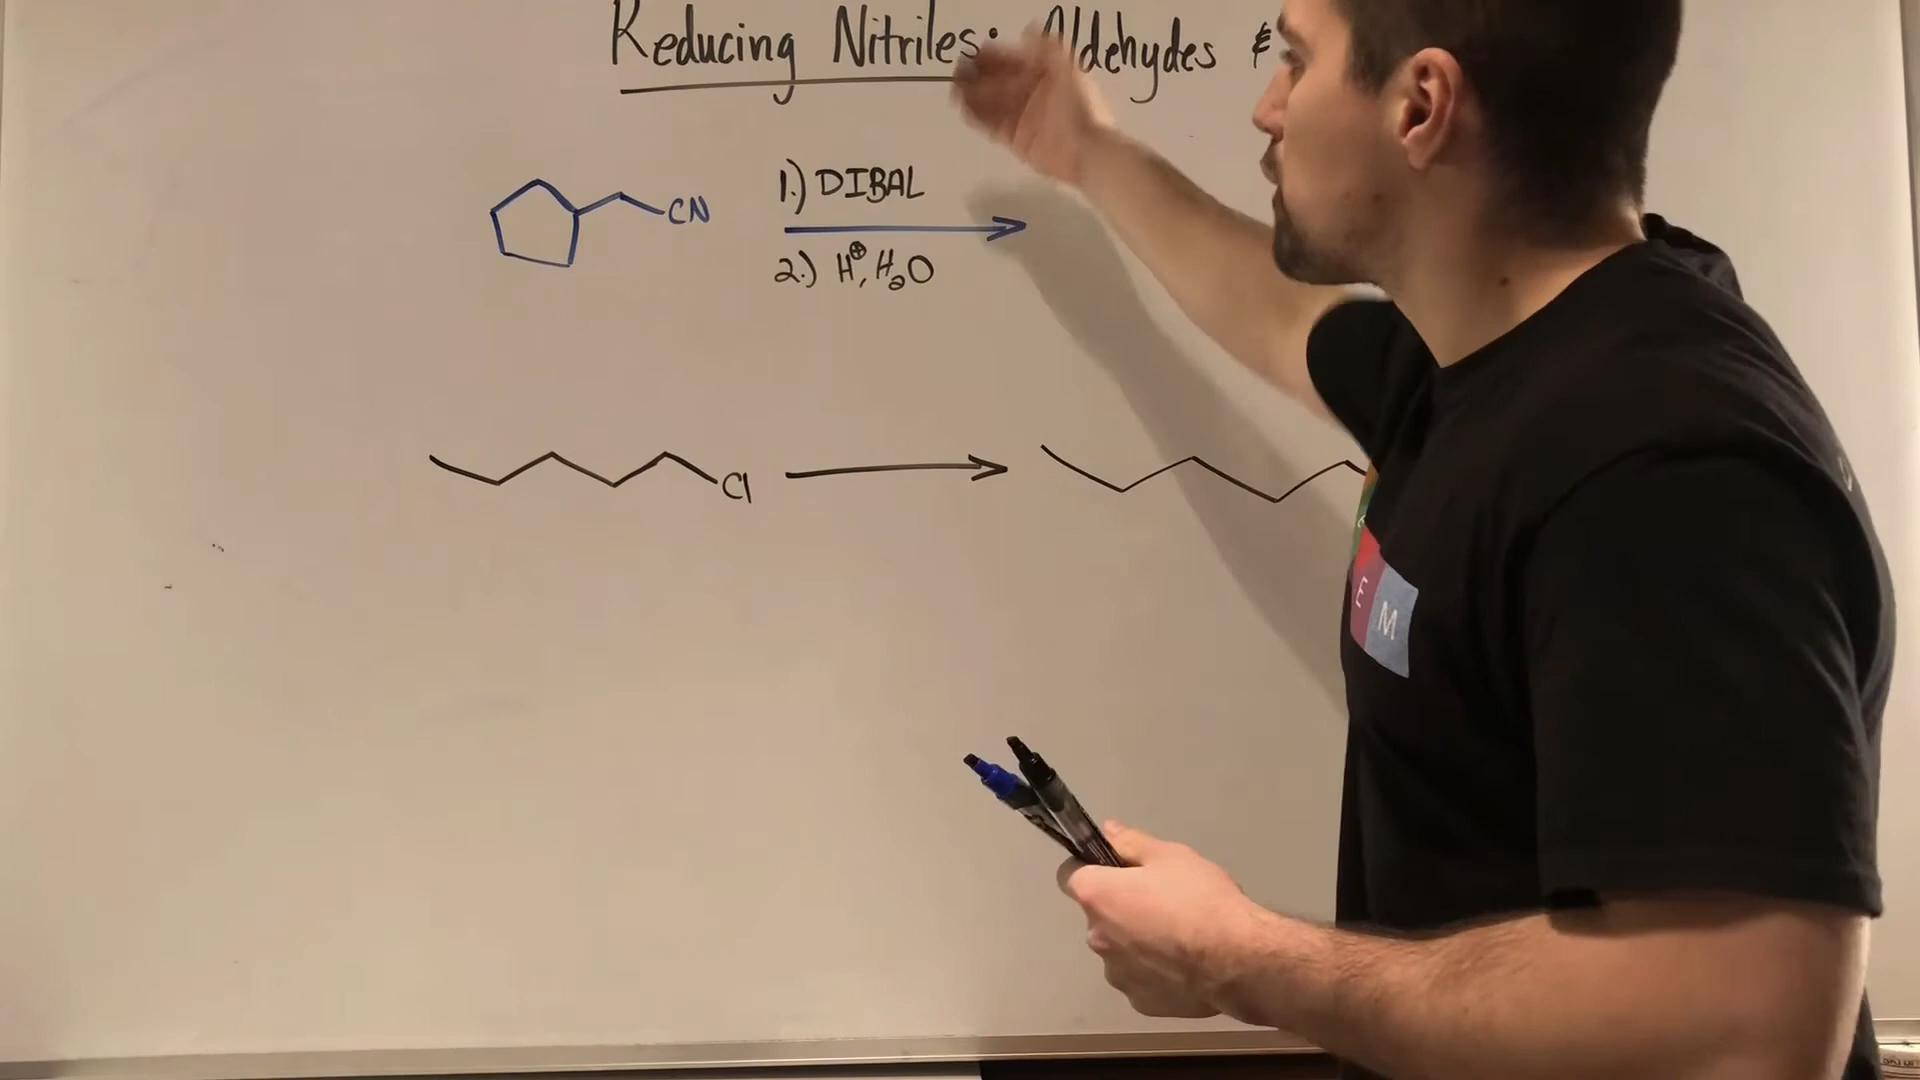 Reducing Nitriles: Aldehydes &
1.) DIBAL
CN
2.) H⊕, H₂O
Cl
E
M